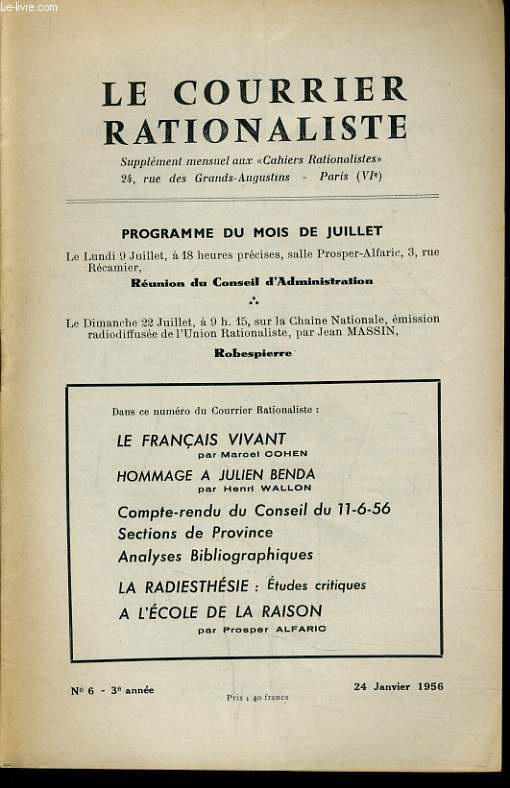 Le-livre.com
LE COURRIER
RATIONALISTE
Supplément mensuel aux «Cahiers Rationalistes»
24, rue des Grands-Augustins - Paris (VIe)
PROGRAMME DU MOIS DE JUILLET
Le Lundi 9 Juillet, à 18 heures précises, salle Prosper-Alfaric, 3, rue
Récamier,
Réunion du Conseil d'Administration
Le Dimanche 22 Juillet, à 9 h. 15, sur la Chaîne Nationale, émission
radiodiffusée de l'Union Rationaliste, par Jean MASSIN,
Robespierre
Dans ce numéro du Courrier Rationaliste :
LE FRANÇAIS VIVANT
par Marcel COHEN
HOMMAGE A JULIEN BENDA
par Henri WALLON
Compte-rendu du Conseil du 11-6-56
Sections de Province
Analyses Bibliographiques
LA RADIESTHÉSIE : Études critiques
A L'ÉCOLE DE LA RAISON
par Prosper ALFARIC
No 6 - 3e année
24 Janvier 1956
Prix : 40 francs